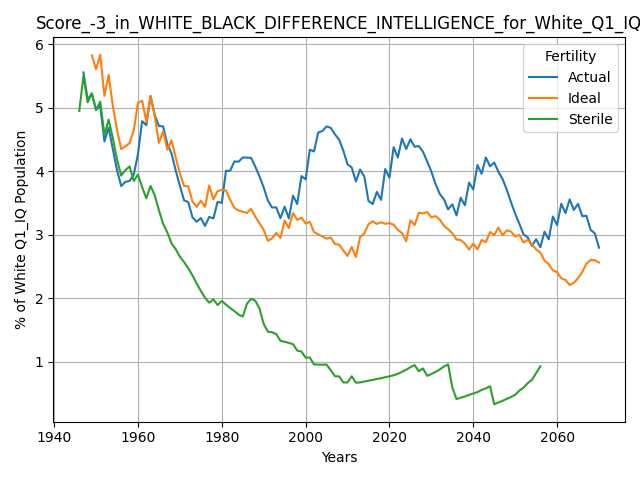 Score_-3_in_WHITE_BLACK_DIFFERENCE_INTELLIGENCE_for_White_Q1_IQ
Fertility
Actual
Ideal
Sterile
% of White Q1_IQ Population
6
5
4
3
2
1
1940 1960 1980 2000 2020 2040 2060
Years